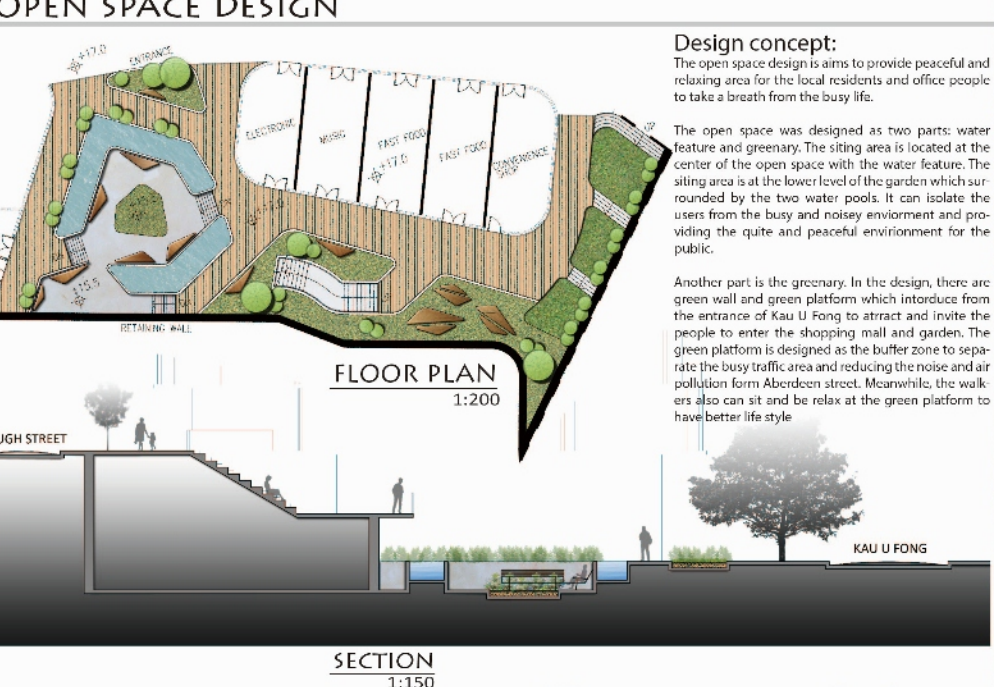 OPEN SPACE DESIGN
Design concept:
The open space design is aims to provide peaceful and
relaxing area for the local residents and office people
to take a breath from the busy life.
The open space was designed as two parts: water
feature and greenary. The siting area is located at the
center of the open space with the water feature. The
siting area is at the lower level of the garden which sur-
rounded by the two water pools. It can isolate the
users from the busy and noisey enviorment and pro-
viding the quite and peaceful envirionment for the
public.
Another part is the greenary. In the design, there are
green wall and green platform which intorduce from
the entrance of Kau U Fong to atrract and invite the
people to enter the shopping mall and garden. The
green platform is designed as the buffer zone to sepa-
rate the busy traffic area and reducing the noise and air
pollution form Aberdeen street. Meanwhile, the walk-
ers also can sit and be relax at the green platform to
have better life style
+17.0
ENTRANCE
ELECTRONIC
MUSIC
FAST FOOD
+17.0
FAST FOOD
CONVENIENCE
SHOP
UP
+15.5
RETAINING WALL
FLOOR PLAN
1:200
UGH STREET
KAU U FONG
SECTION
1:150